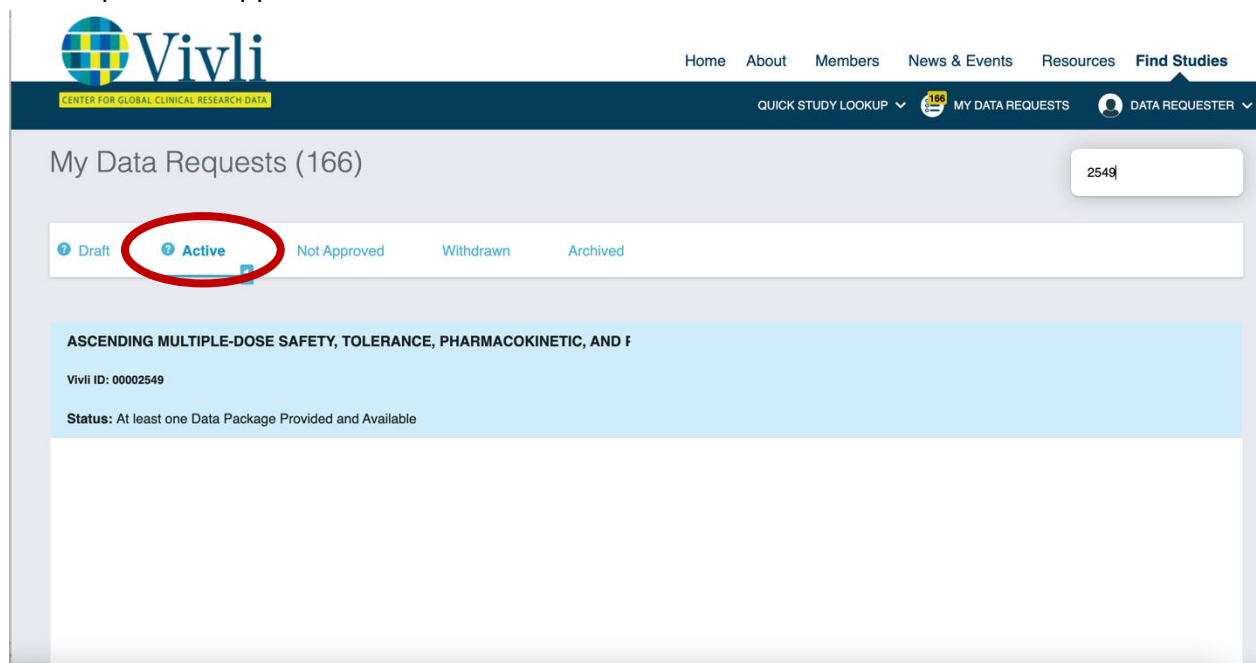 Vivli
CENTER FOR GLOBAL CLINICAL RESEARCH DATA
Home About Members News & Events Resources Find Studies
QUICK STUDY LOOKUP 166 MY DATA REQUESTS DATA REQUESTER
My Data Requests (166)
2549
? Draft ? Active Not Approved Withdrawn Archived
ASCENDING MULTIPLE-DOSE SAFETY, TOLERANCE, PHARMACOKINETIC, AND
Vivli ID: 00002549
Status: At least one Data Package Provided and Available